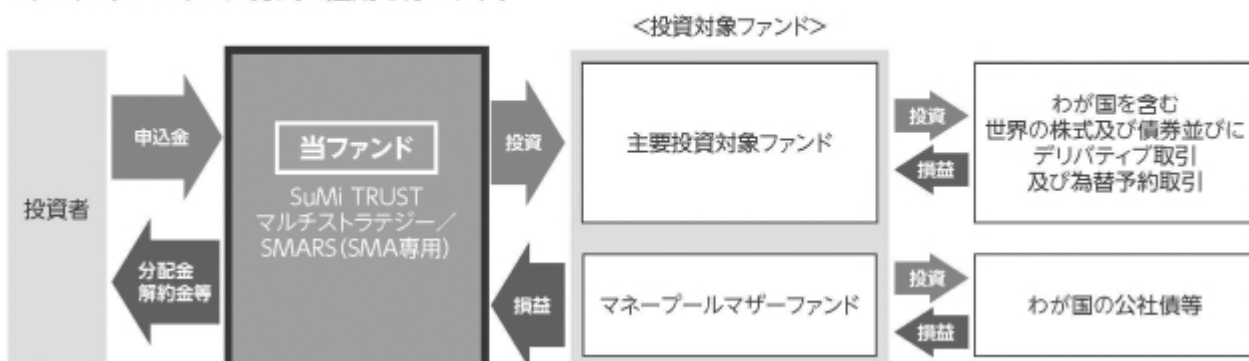 <投資対象ファンド>
投資者
申込金
分配金
解約金等
当ファンド
SuMi TRUST
マルチストラテジー/
SMARS(SMA専用)
投資
損益
主要投資対象ファンド
マネープールマザーファンド
投資
損益
わが国を含む
世界の株式及び債券並びに
デリバティブ取引
及び為替予約取引
投資
損益
わが国の公社債等